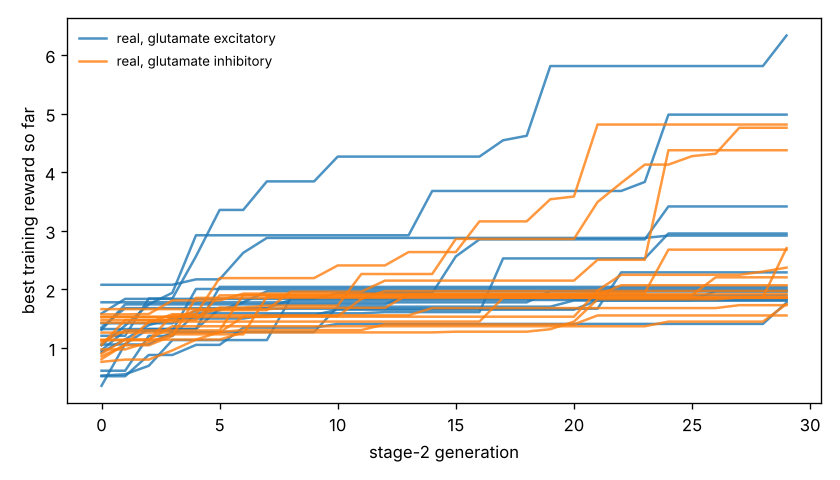 real, glutamate excitatory
real, glutamate inhibitory
best training reward so far
6
5
4
3
2
1
0 5 10 15 20 25 30
stage-2 generation